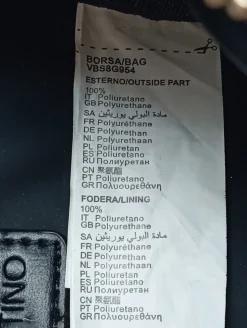 BORSA/BAG
VBS8G954
ESTERNO/OUTSIDE PART
100%
IT Poliuretano
GB Polyurethane
SA مادة البولي يوريثين
FR Polyuréthane
DE Polyurethan
NL Polyurethaan
PL Poliuretan
ES Poliuretano
RU Полиуретан
CN 聚氨酯
PT Poliuretano
GR Πολυουρεθάνη
FODERA/LINING
100%
IT Poliuretano
GB Polyurethane
SA مادة البولي يوريثين
FR Polyuréthane
DE Polyurethan
NL Polyurethaan
PL Poliuretan
ES Poliuretano
RU Полиуретан
CN 聚氨酯
PT Poliuretano
GR Πολυουρεθάνη